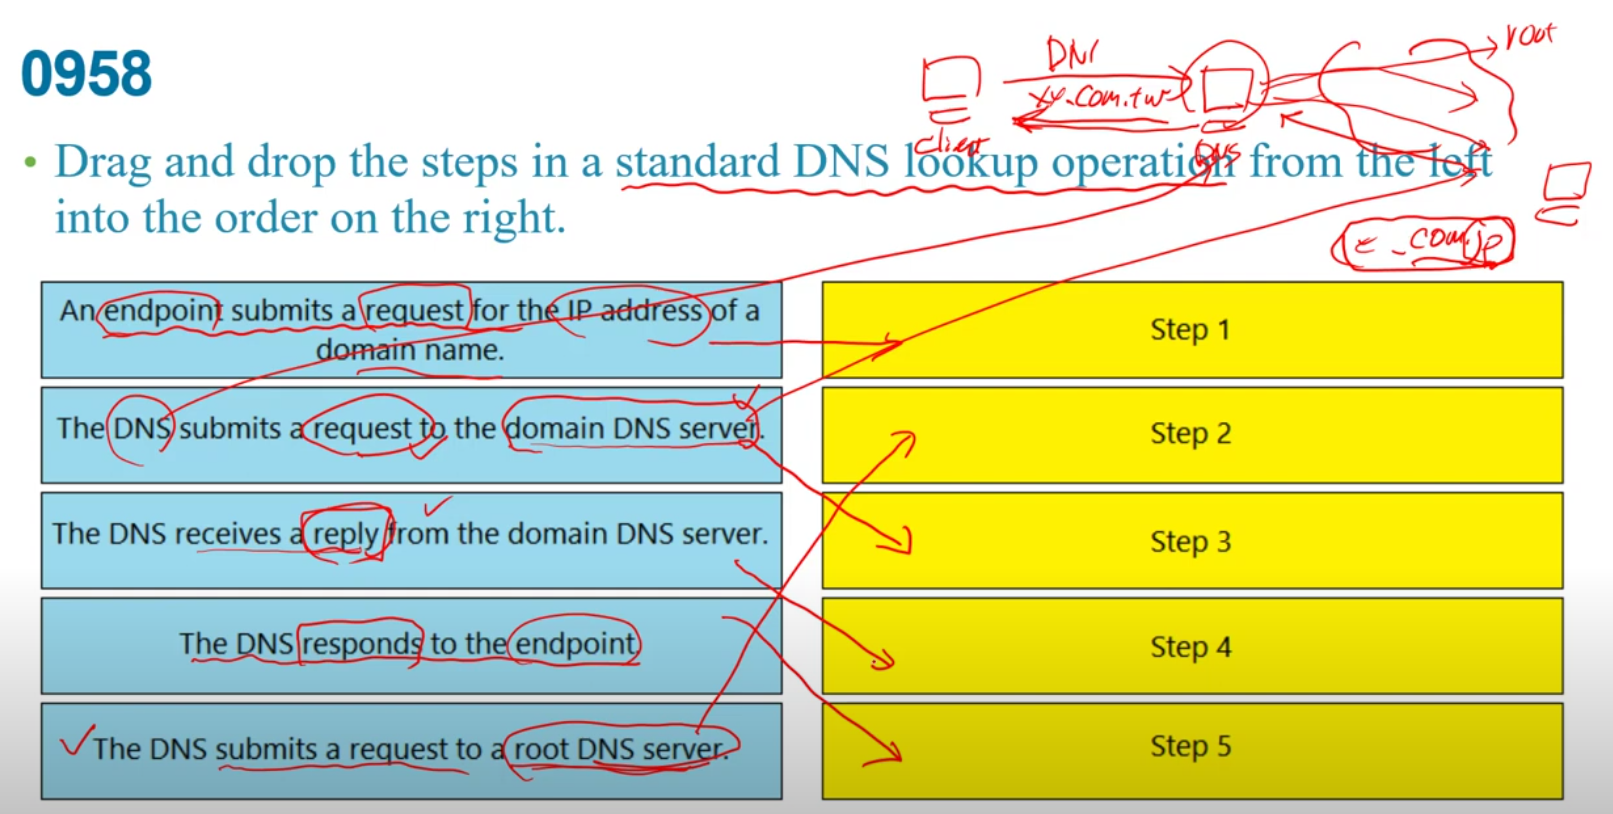 0958
DNS
root
xy.com.tw
client
DNS
• Drag and drop the steps in a standard DNS lookup operation from the left
into the order on the right.
An endpoint submits a request for the IP address of a
domain name.
Step 1
The DNS submits a request to the domain DNS server.
Step 2
The DNS receives a reply from the domain DNS server.
Step 3
The DNS responds to the endpoint.
Step 4
The DNS submits a request to a root DNS server.
Step 5